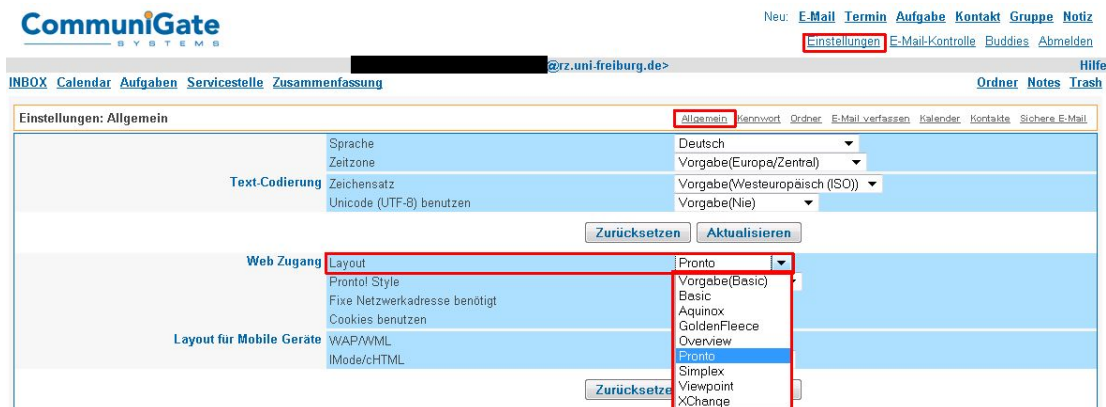 CommuniGate
SYSTEMS
Neu: E-Mail Termin Aufgabe Kontakt Gruppe Notiz
Einstellungen E-Mail-Kontrolle Buddies Abmelden
@rz.uni-freiburg.de>
Hilfe
INBOX Calendar Aufgaben Servicestelle Zusammenfassung
Ordner Notes Trash
Einstellungen: Allgemein
Allgemein Kennwort Ordner E-Mail verfassen Kalender Kontakte Sichere E-Mail
Sprache Deutsch
Zeitzone Vorgabe(Europa/Zentral)
Text-Codierung Zeichensatz Vorgabe(Westeuropäisch (ISO))
Unicode (UTF-8) benutzen Vorgabe(Nie)
Zurücksetzen Aktualisieren
Web Zugang Layout Pronto
Pronto! Style Vorgabe(Basic)
Fixe Netzwerkadresse benötigt Basic
Aquinox
Cookies benutzen GoldenFleece
Layout für Mobile Geräte WAP/WML Overview
IMode/cHTML Pronto
Simplex
Zurücksetze Viewpoint
XChange